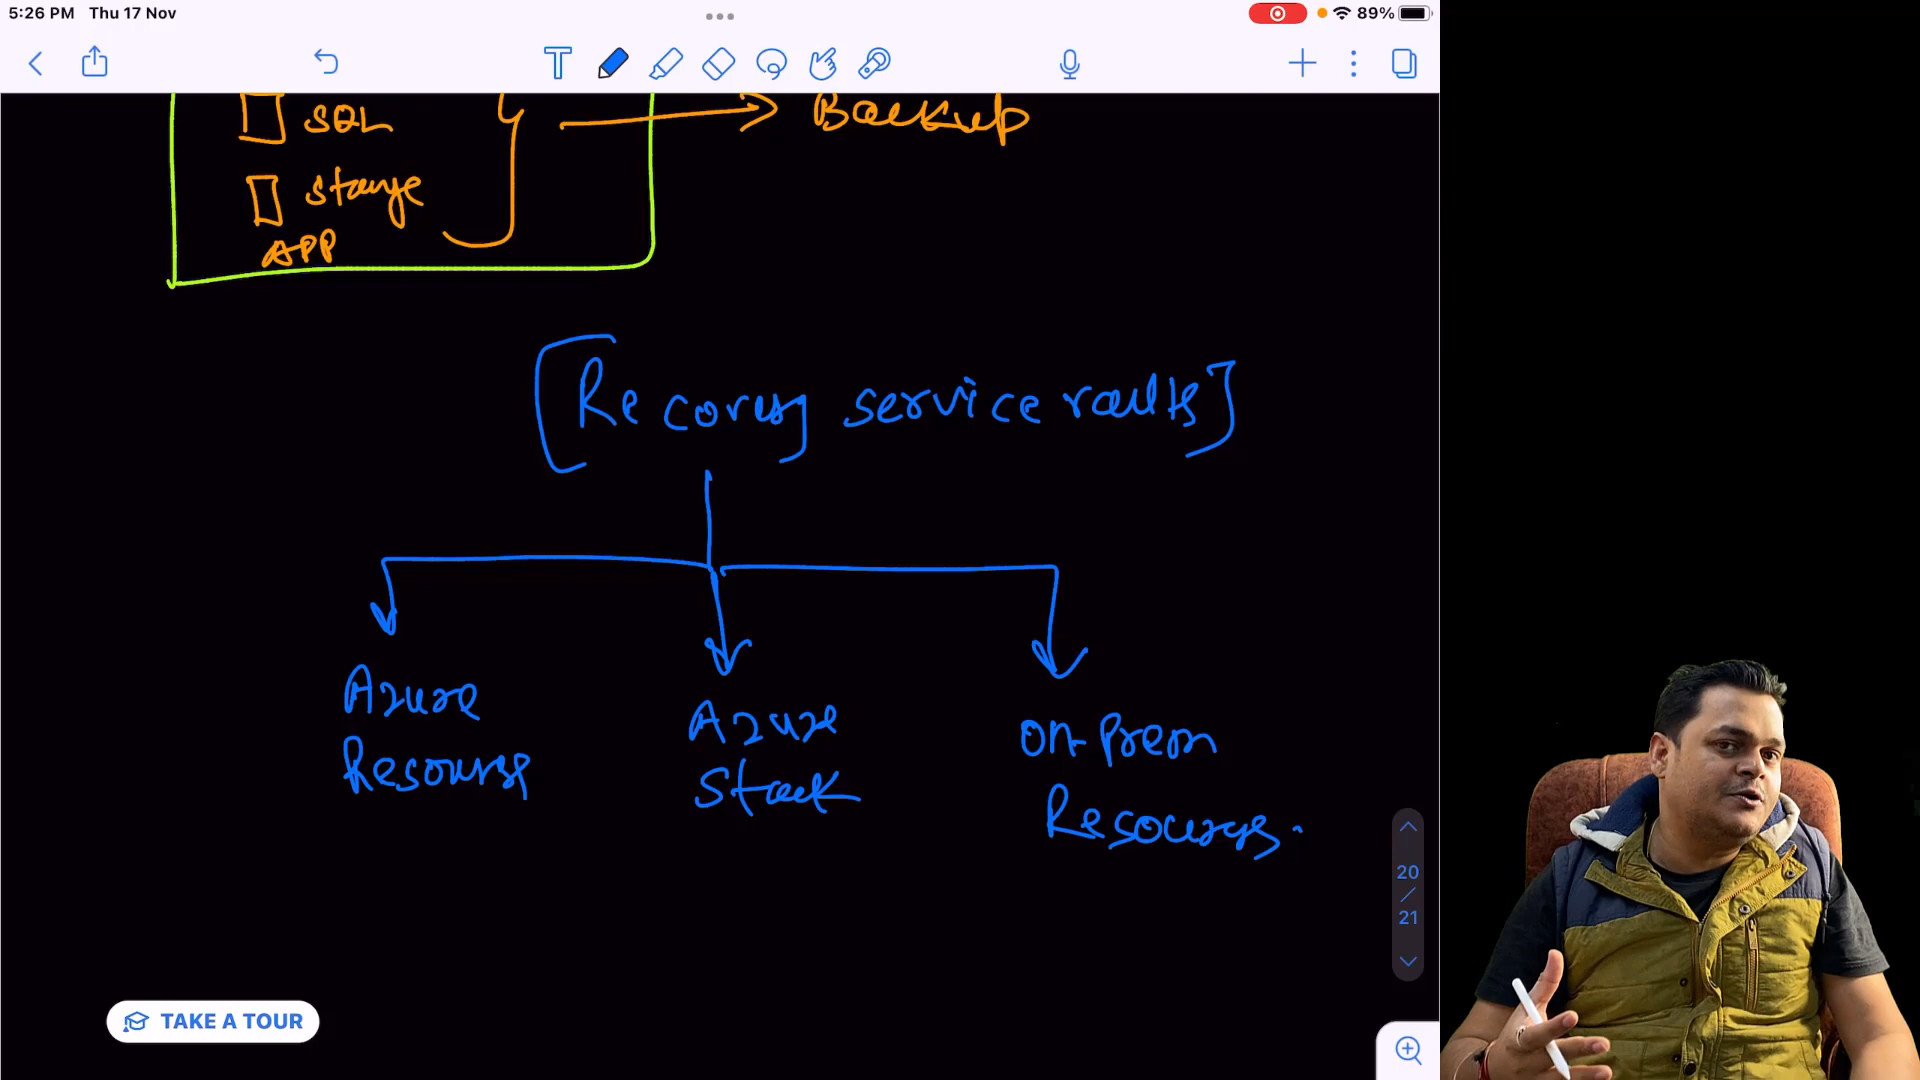 5:26 PM Thu 17 Nov
89%
T
SQL
Backup
Storage
APP
[Recovery service vaults]
Azure
Resources
Azure
Stack
On-Prem
Resources.
20
/
21
TAKE A TOUR